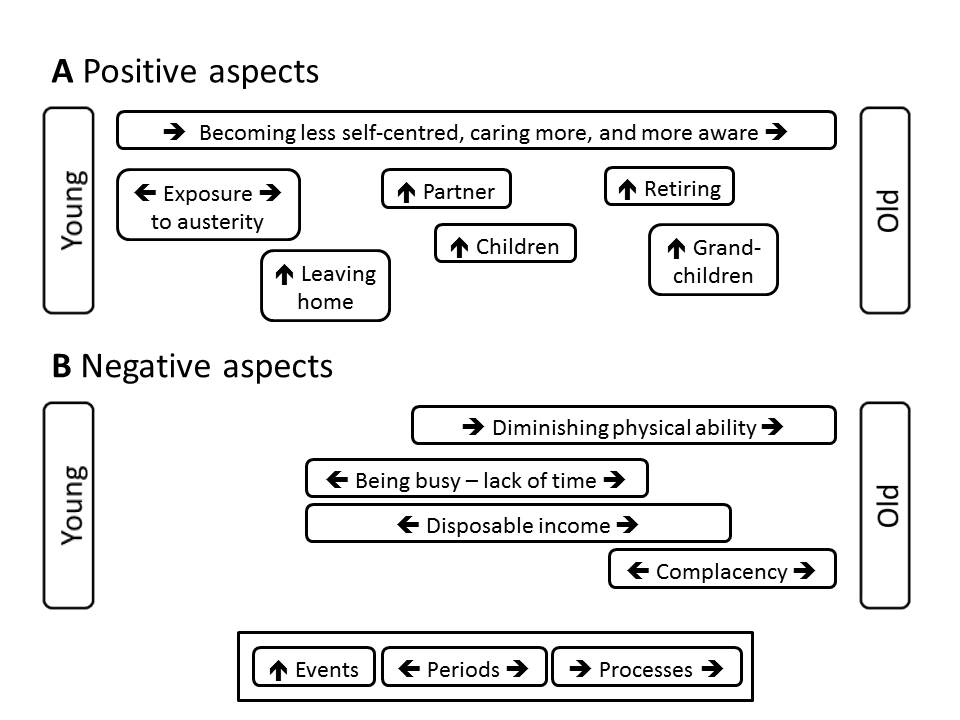 A Positive aspects
Young
→ Becoming less self-centred, caring more, and more aware →
Old
← Exposure →
to austerity
↑ Partner
↑ Retiring
↑ Children
↑ Grand-
children
↑ Leaving
home
B Negative aspects
Young
→ Diminishing physical ability →
Old
← Being busy – lack of time →
← Disposable income →
← Complacency →
↑ Events
← Periods →
→ Processes →